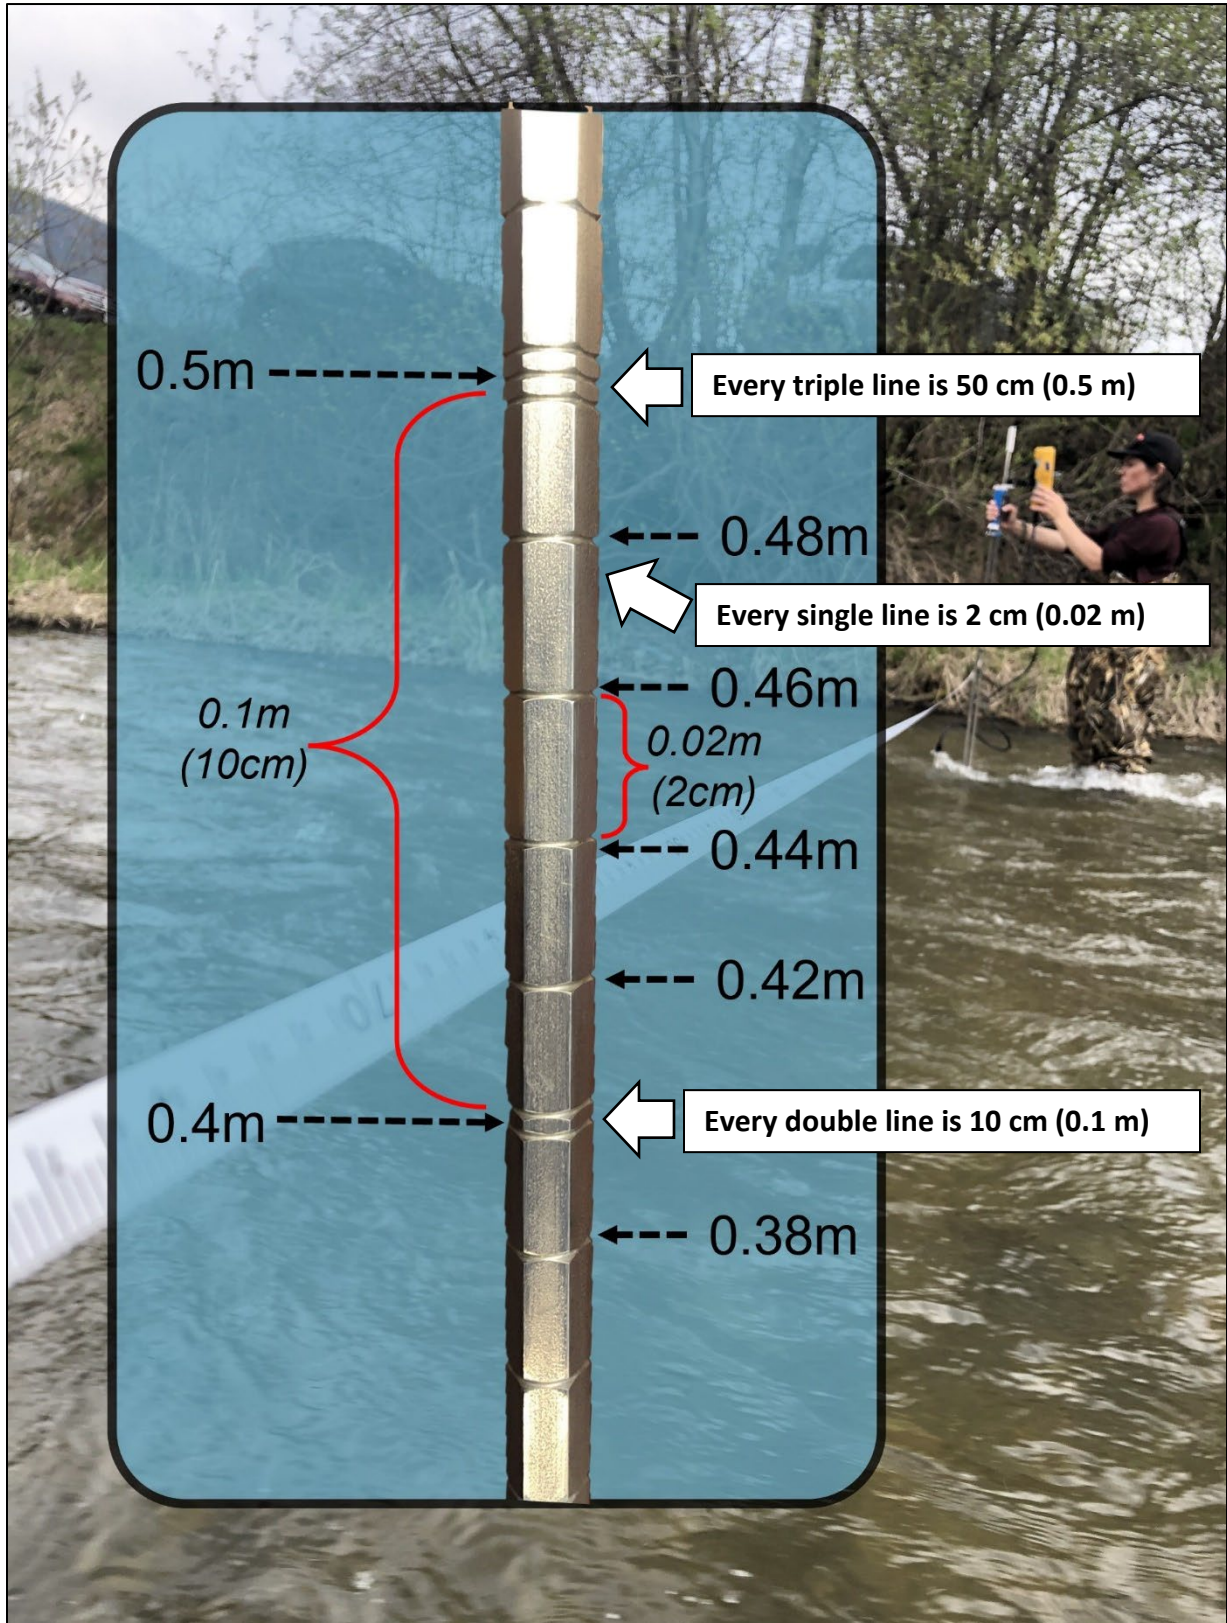 0.5m
Every triple line is 50 cm (0.5 m)
0.48m
Every single line is 2 cm (0.02 m)
0.46m
0.1m
(10cm)
0.02m
(2cm)
0.44m
70
0.42m
0.4m
Every double line is 10 cm (0.1 m)
0.38m